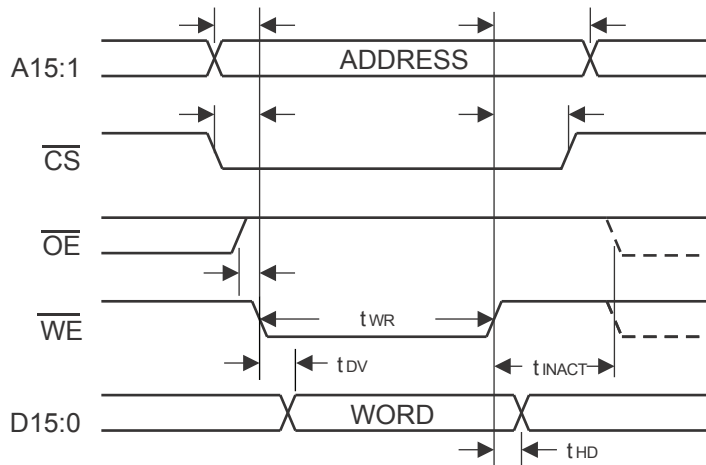 A15:1 ADDRESS
CS
OE
WE tWR
tDV tINACT
D15:0 WORD
tHD